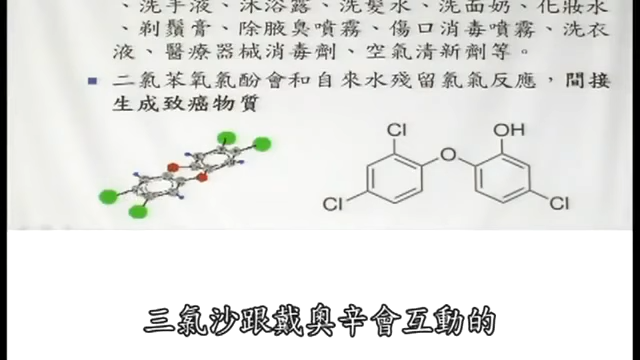 、洗手液、沐浴露、洗髮水、洗面奶、化妝水
、剃鬚膏、除腋臭噴霧、傷口消毒噴霧、洗衣
液、醫療器械消毒劑、空氣清新劑等。
■ 二氯苯氧氯酚會和自來水殘留氯氣反應，間接
生成致癌物質
Cl
OH
O
Cl
Cl
三氯沙跟戴奧辛會互動的